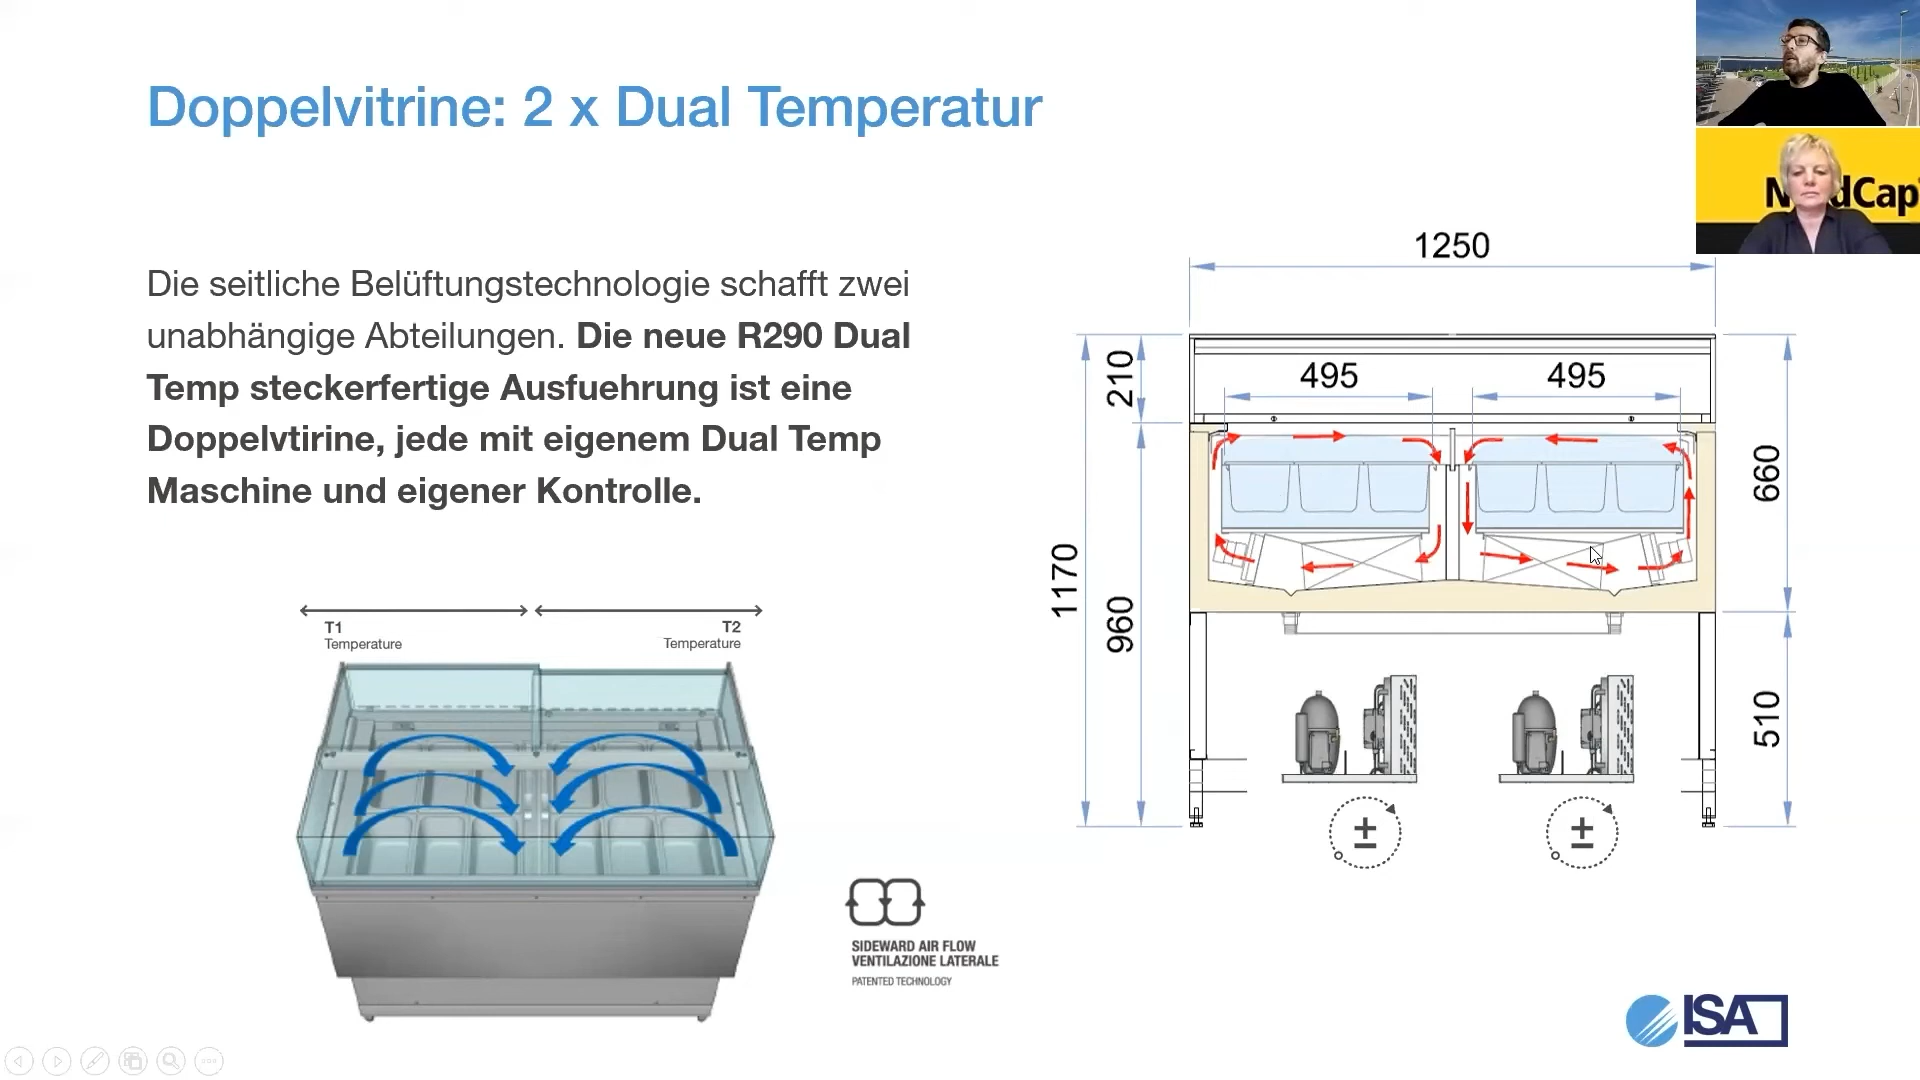 Doppelvitrine: 2 x Dual Temperatur
Die seitliche Belüftungstechnologie schafft zwei
unabhängige Abteilungen. Die neue R290 Dual
Temp steckerfertige Ausfuehrung ist eine
Doppelvtirine, jede mit eigenem Dual Temp
Maschine und eigener Kontrolle.
T1
Temperature
T2
Temperature
SIDEWARD AIR FLOW
VENTILAZIONE LATERALE
PATENTED TECHNOLOGY
1250
210
495
495
660
1170
960
510
±
±
ISA